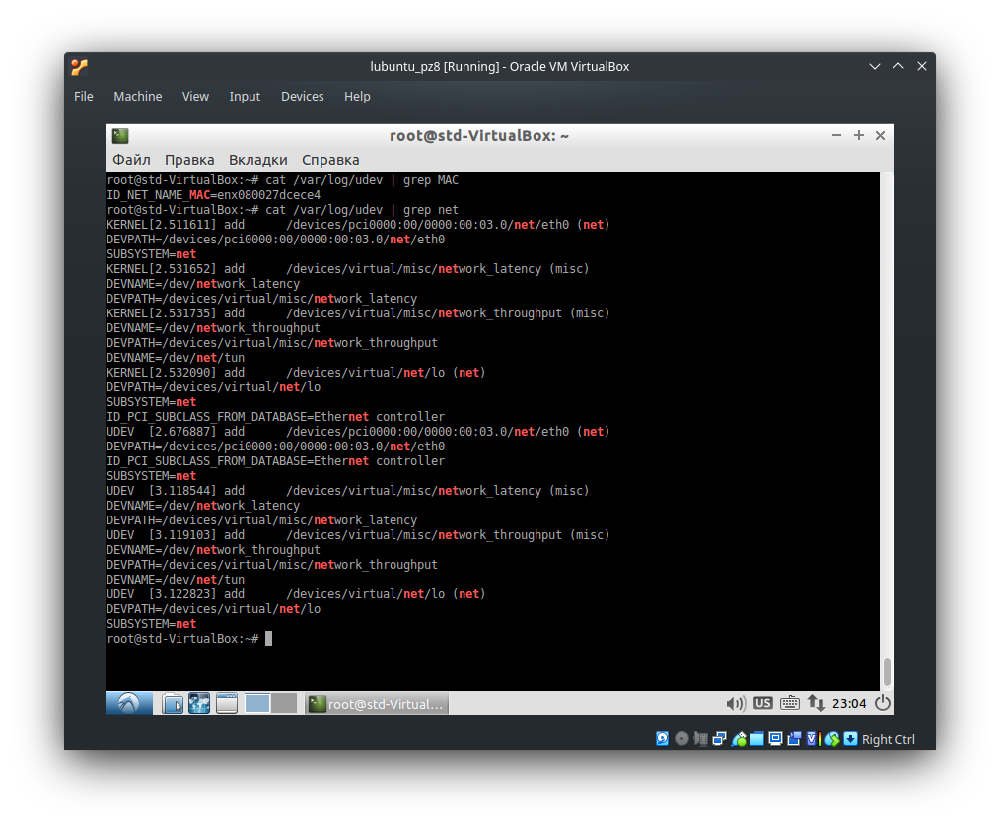 lubuntu_pz8 [Running] - Oracle VM VirtualBox
File Machine View Input Devices Help
root@std-VirtualBox: ~
Файл Правка Вкладки Справка
root@std-VirtualBox:~# cat /var/log/udev | grep MAC
ID_NET_NAME_MAC=enx080027dcece4
root@std-VirtualBox:~# cat /var/log/udev | grep net
KERNEL[2.511611] add      /devices/pci0000:00/0000:00:03.0/net/eth0 (net)
DEVPATH=/devices/pci0000:00/0000:00:03.0/net/eth0
SUBSYSTEM=net
KERNEL[2.531652] add      /devices/virtual/misc/network_latency (misc)
DEVNAME=/dev/network_latency
DEVPATH=/devices/virtual/misc/network_latency
KERNEL[2.531735] add      /devices/virtual/misc/network_throughput (misc)
DEVNAME=/dev/network_throughput
DEVPATH=/devices/virtual/misc/network_throughput
DEVNAME=/dev/net/tun
KERNEL[2.532090] add      /devices/virtual/net/lo (net)
DEVPATH=/devices/virtual/net/lo
SUBSYSTEM=net
ID_PCI_SUBCLASS_FROM_DATABASE=Ethernet controller
UDEV  [2.676887] add      /devices/pci0000:00/0000:00:03.0/net/eth0 (net)
DEVPATH=/devices/pci0000:00/0000:00:03.0/net/eth0
ID_PCI_SUBCLASS_FROM_DATABASE=Ethernet controller
SUBSYSTEM=net
UDEV  [3.118544] add      /devices/virtual/misc/network_latency (misc)
DEVNAME=/dev/network_latency
DEVPATH=/devices/virtual/misc/network_latency
UDEV  [3.119103] add      /devices/virtual/misc/network_throughput (misc)
DEVNAME=/dev/network_throughput
DEVPATH=/devices/virtual/misc/network_throughput
DEVNAME=/dev/net/tun
UDEV  [3.122823] add      /devices/virtual/net/lo (net)
DEVPATH=/devices/virtual/net/lo
SUBSYSTEM=net
root@std-VirtualBox:~#
root@std-Virtual... US 23:04
Right Ctrl